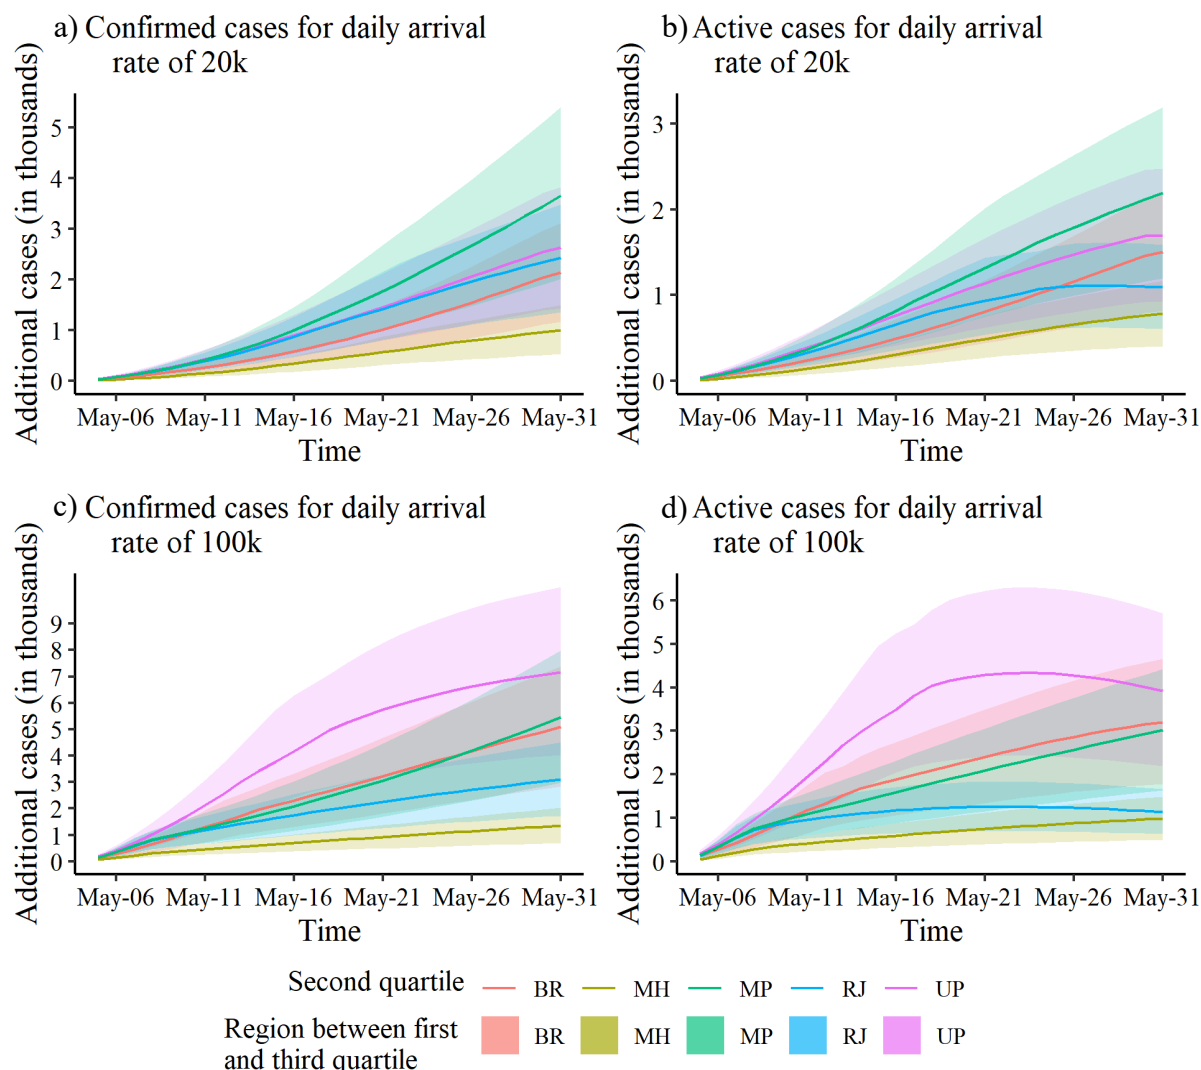 a) Confirmed cases for daily arrival
rate of 20k
Additional cases (in thousands)
5
4
3
2
1
0
May-06 May-11 May-16 May-21 May-26 May-31
Time
b) Active cases for daily arrival
rate of 20k
Additional cases (in thousands)
3
2
1
0
May-06 May-11 May-16 May-21 May-26 May-31
Time
c) Confirmed cases for daily arrival
rate of 100k
Additional cases (in thousands)
9
8
7
6
5
4
3
2
1
0
May-06 May-11 May-16 May-21 May-26 May-31
Time
d) Active cases for daily arrival
rate of 100k
Additional cases (in thousands)
6
5
4
3
2
1
0
May-06 May-11 May-16 May-21 May-26 May-31
Time
Second quartile BR MH MP RJ UP
Region between first
and third quartile BR MH MP RJ UP